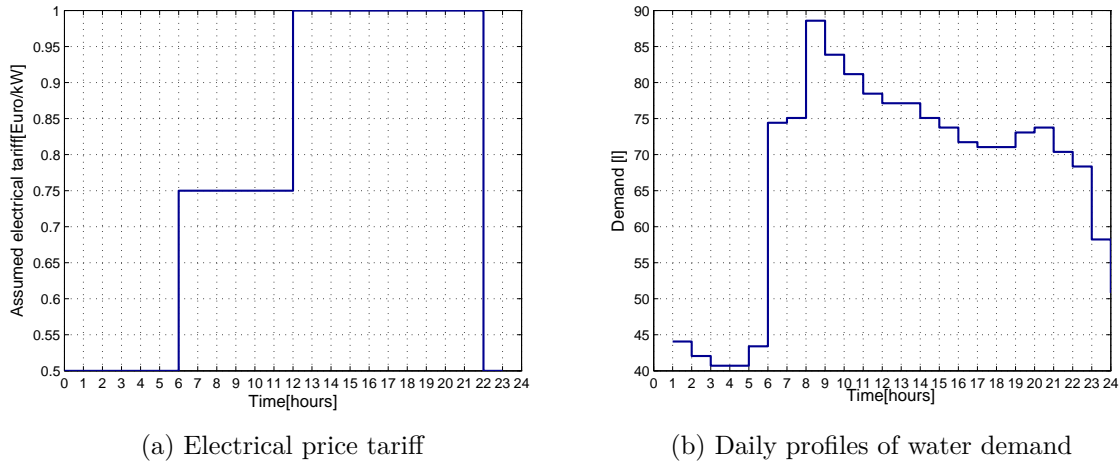 1
0.95
0.9
0.85
0.8
0.75
0.7
0.65
0.6
0.55
0.5
Assumed electrical tariff[Euro/kW]
0 1 2 3 4 5 6 7 8 9 10 11 12 13 14 15 16 17 18 19 20 21 22 23 24
Time[hours]
(a) Electrical price tariff
90
85
80
75
70
65
60
55
50
45
40
Demand [l]
0 1 2 3 4 5 6 7 8 9 10 11 12 13 14 15 16 17 18 19 20 21 22 23 24
Time[hours]
(b) Daily profiles of water demand